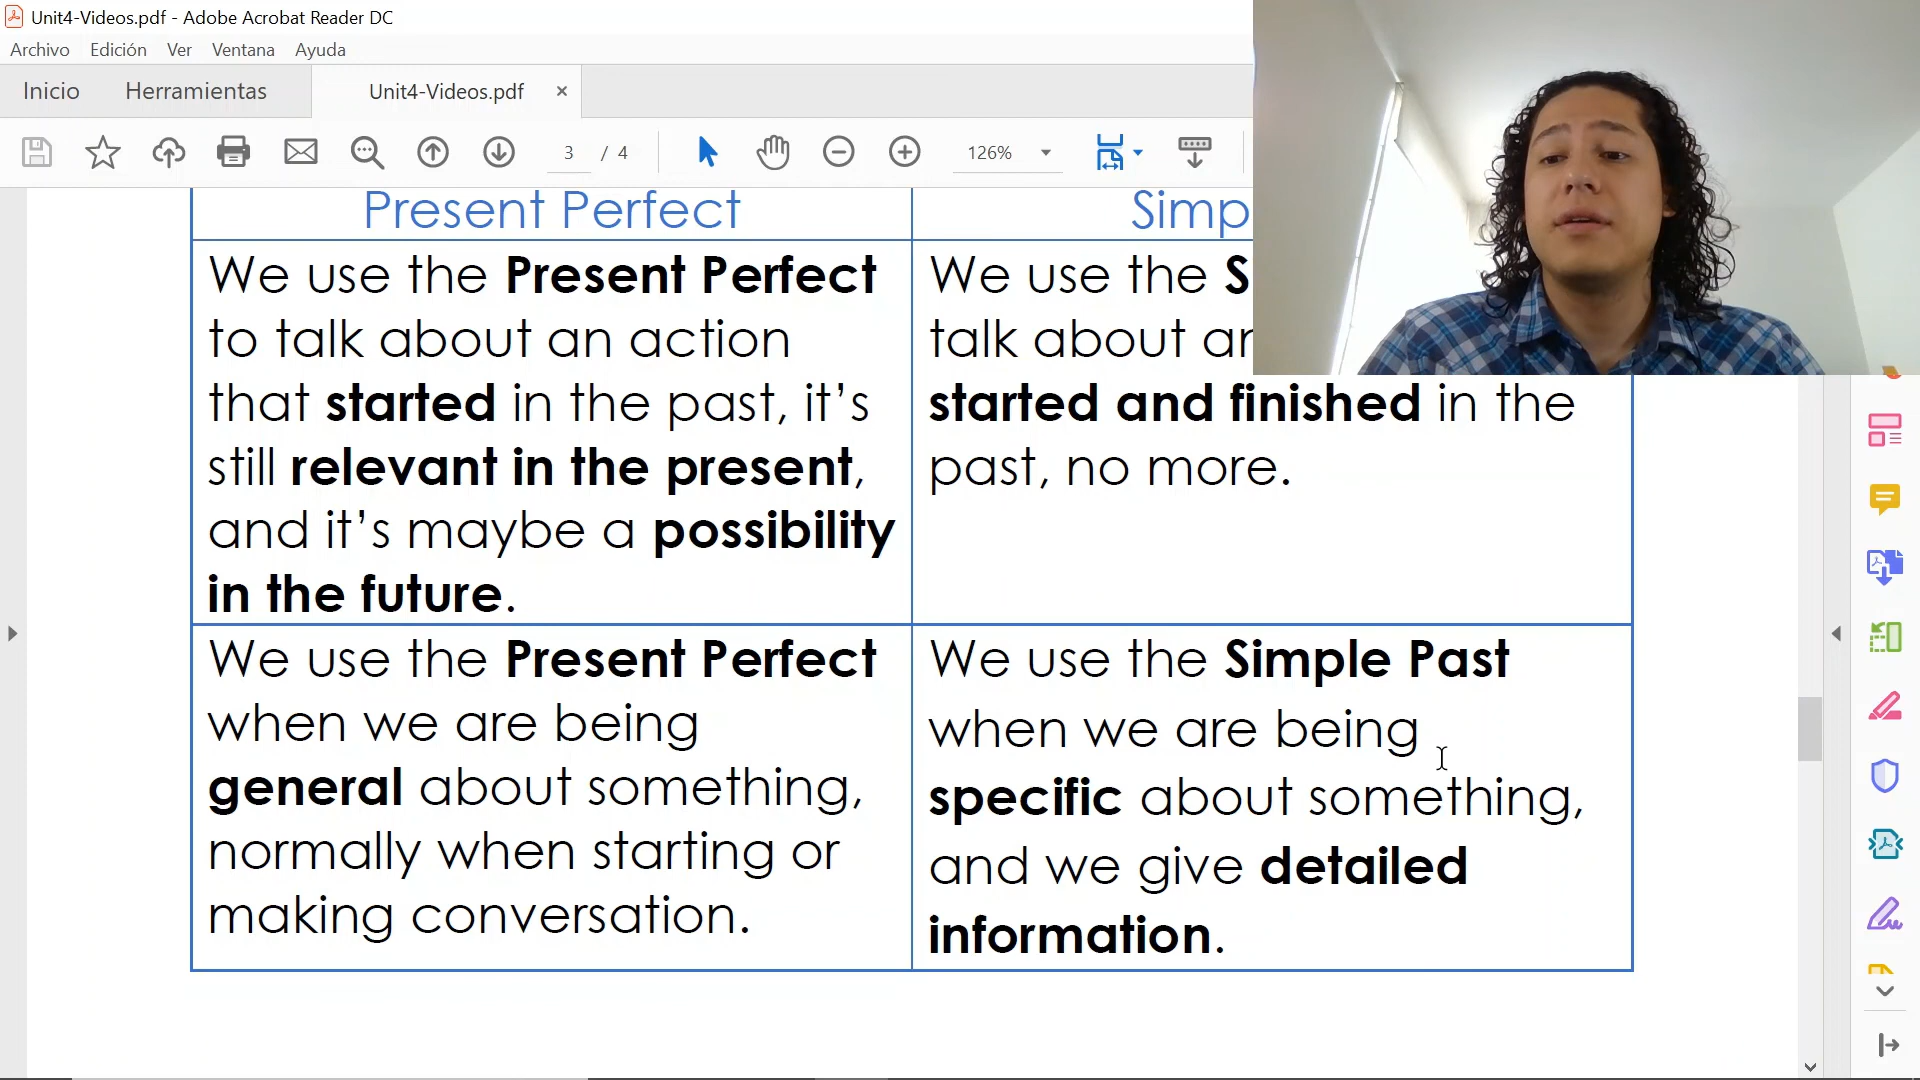 Unit4-Videos.pdf - Adobe Acrobat Reader DC
Archivo Edición Ver Ventana Ayuda
Inicio Herramientas Unit4-Videos.pdf ×
3 / 4 126%
Present Perfect
We use the Present Perfect
to talk about an action
that started in the past, it's
still relevant in the present,
and it's maybe a possibility
in the future.
We use the
talk about
started and finished in the
past, no more.
We use the Present Perfect
when we are being
general about something,
normally when starting or
making conversation.
We use the Simple Past
when we are being
specific about something,
and we give detailed
information.